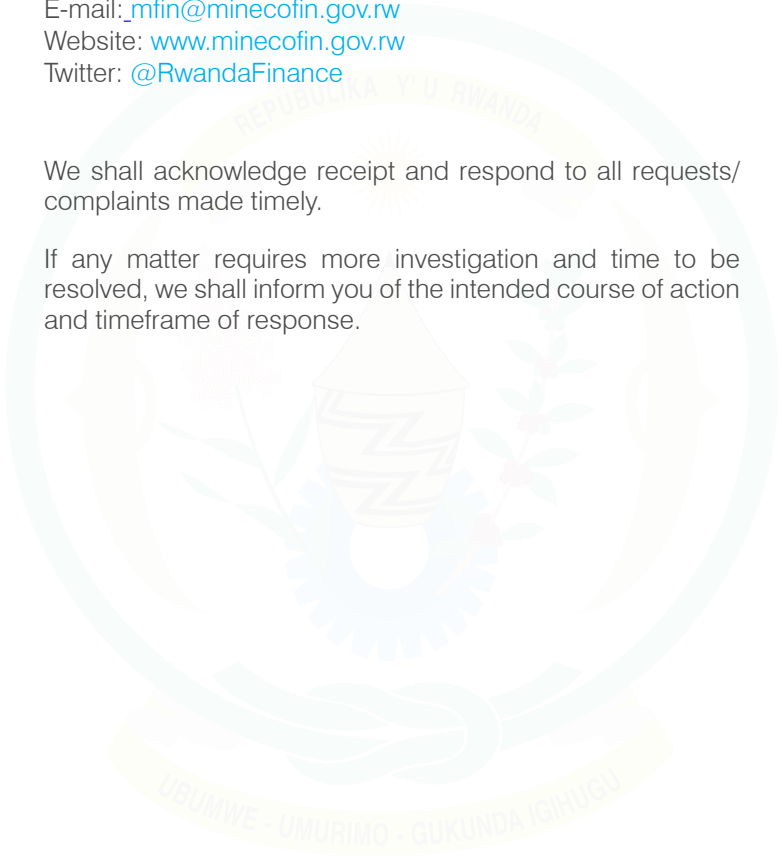 E-mail: mfin@minecofin.gov.rw
Website: www.minecofin.gov.rw
Twitter: @RwandaFinance
REPUBULIKA Y' U RWANDA
We shall acknowledge receipt and respond to all requests/
complaints made timely.
If any matter requires more investigation and time to be
resolved, we shall inform you of the intended course of action
and timeframe of response.
UBUMWE - UMURIMO - GUKUNDA IGIHUGU